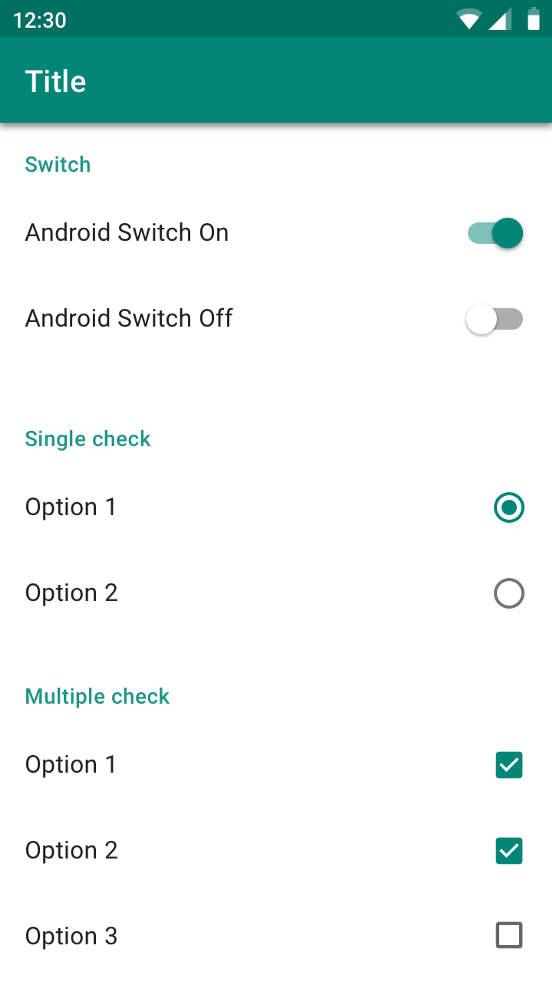 12:30
Title
Switch
Android Switch On
Android Switch Off
Single check
Option 1
Option 2
Multiple check
Option 1
Option 2
Option 3